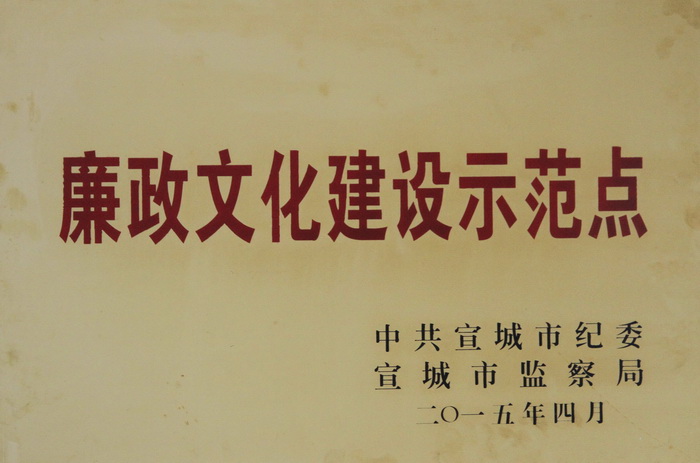 廉政文化建设示范点
中共宣城市纪委
宣城市监察局
二〇一五年四月